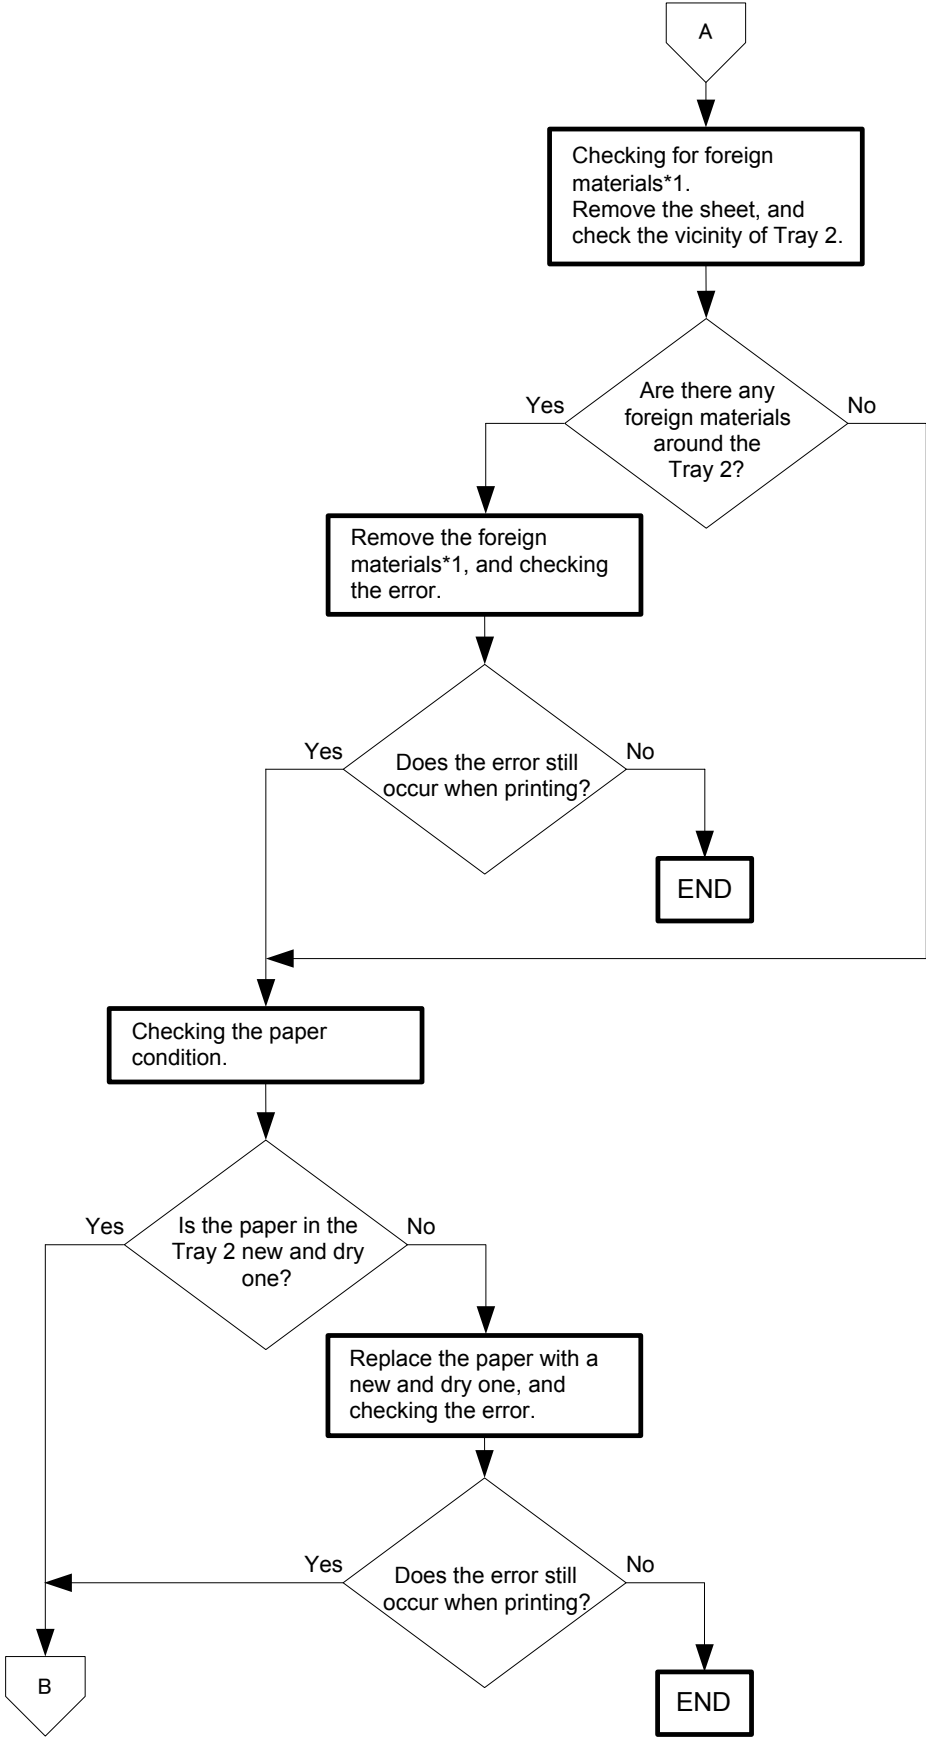 A
Checking for foreign
materials*1.
Remove the sheet, and
check the vicinity of Tray 2.
Are there any
foreign materials
around the
Tray 2?
Yes
No
Remove the foreign
materials*1, and checking
the error.
Does the error still
occur when printing?
Yes
No
END
Checking the paper
condition.
Is the paper in the
Tray 2 new and dry
one?
Yes
No
Replace the paper with a
new and dry one, and
checking the error.
Does the error still
occur when printing?
Yes
No
B
END